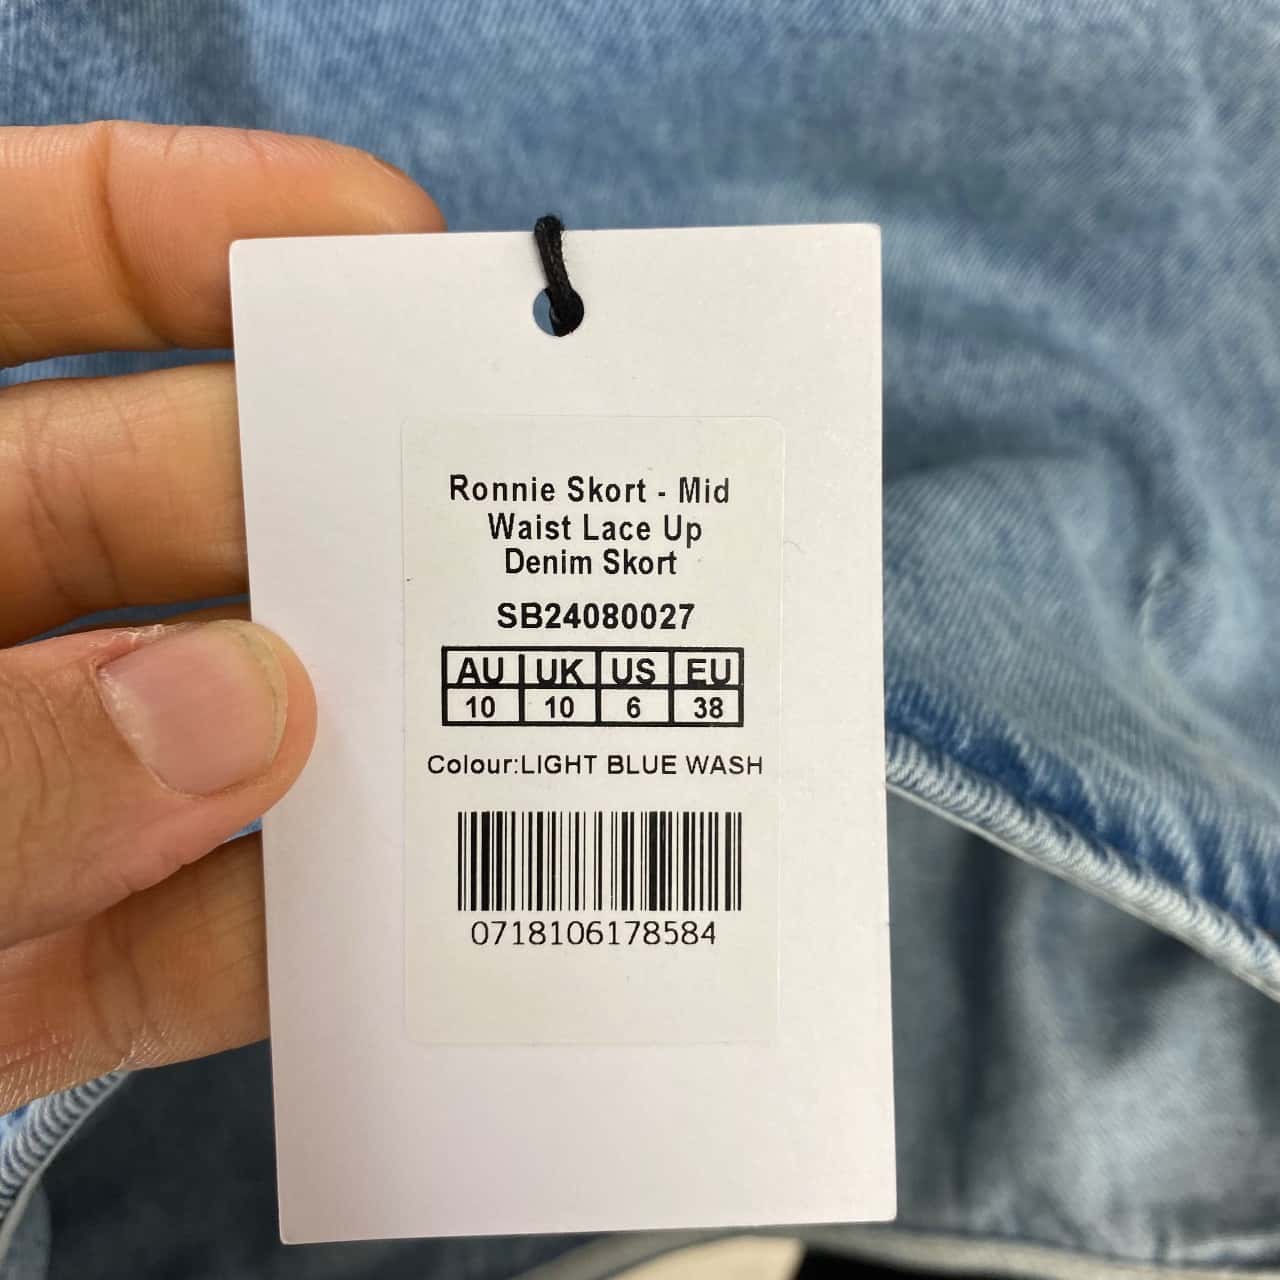 Ronnie Skort - Mid
Waist Lace Up
Denim Skort
SB24080027
AU UK US EU
10 10 6 38
Colour:LIGHT BLUE WASH
0718106178584